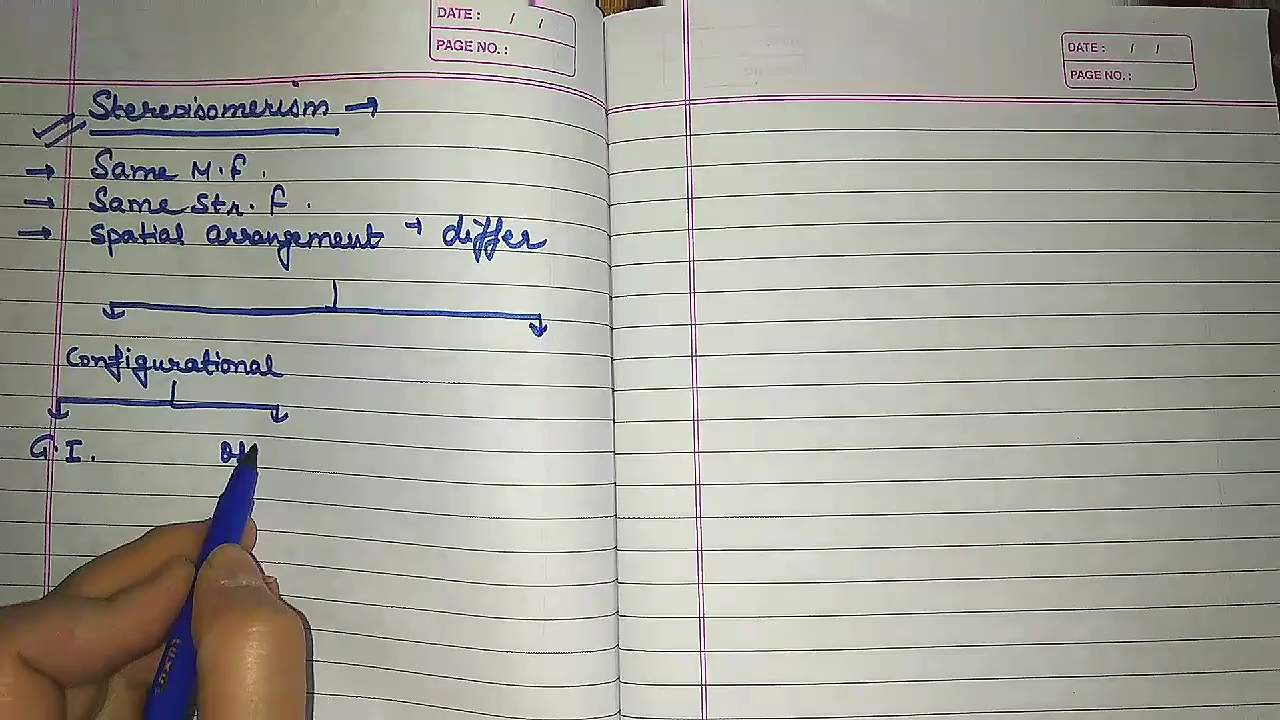 DATE : / /
PAGE NO. :
DATE : / /
PAGE NO. :
Stereoisomerism →
→ Same M.f.
→ Same Str. f.
→ Spatial arrangement → differ
Configurational
G.I.